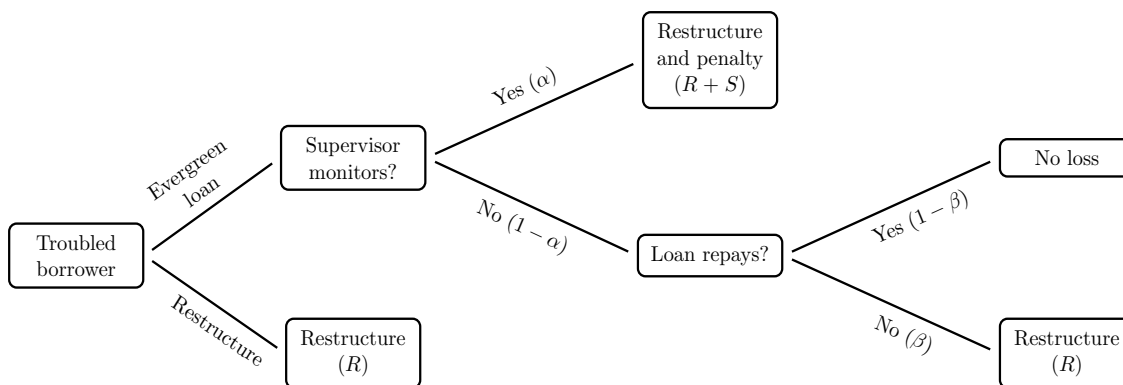 Troubled
borrower
Evergreen
loan
Restructure
Supervisor
monitors?
Restructure
(R)
Yes (α)
No (1 − α)
Restructure
and penalty
(R + S)
Loan repays?
Yes (1 − β)
No (β)
No loss
Restructure
(R)